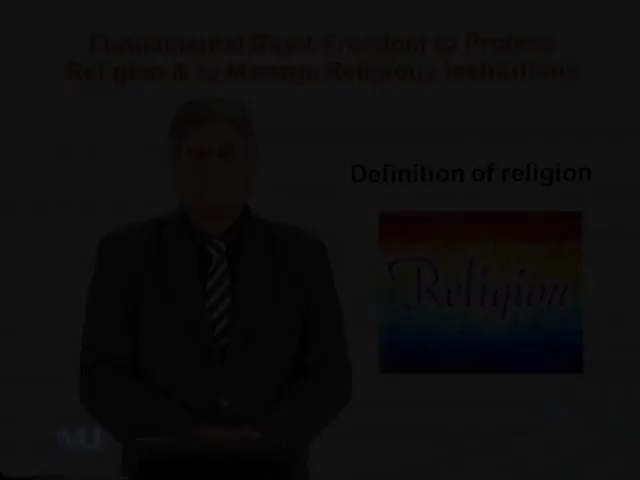 Fundamental Right Freedom to Profess
Religion & to Manage Religious Institutions
Definition of religion
Religion